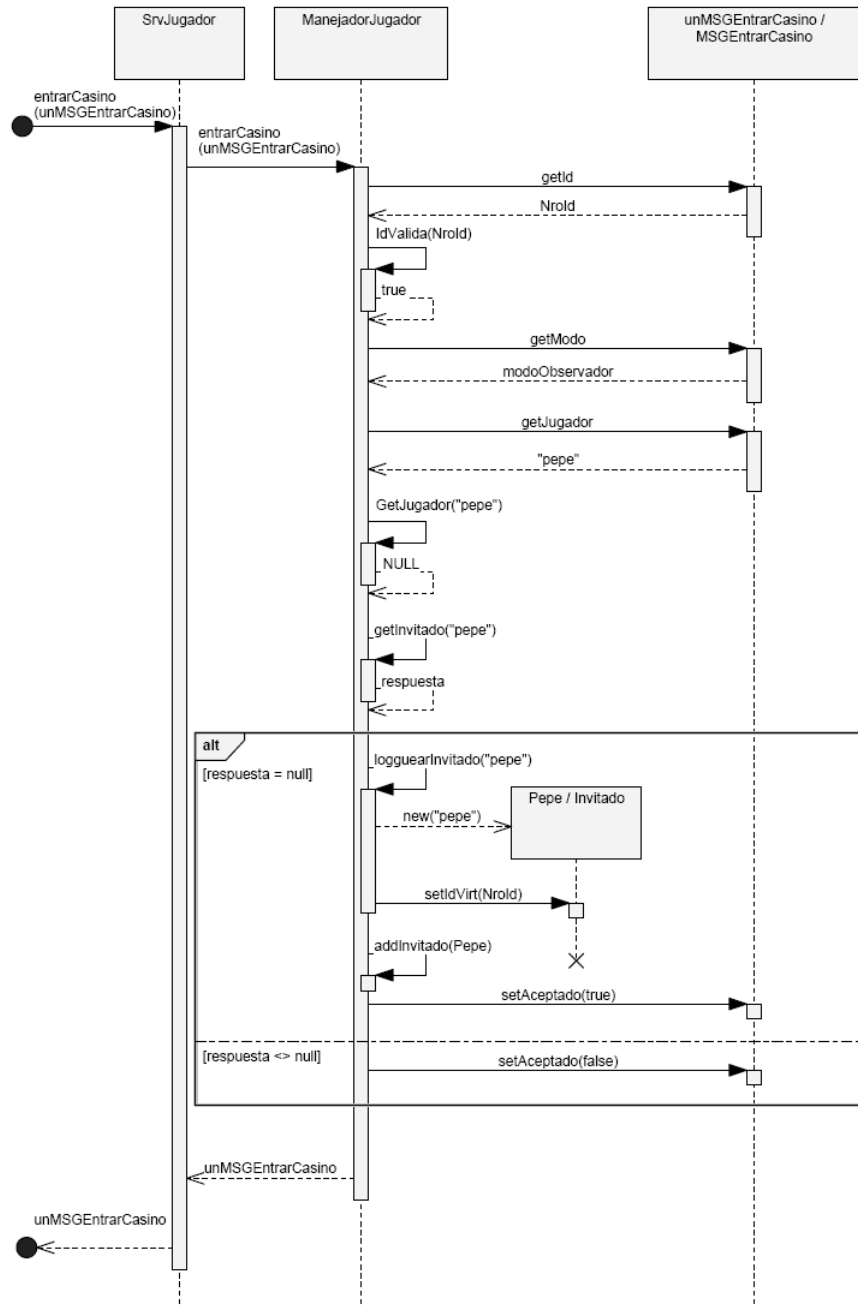 SrvJugador
ManejadorJugador
unMSGEntrarCasino /
MSGEntrarCasino
entrarCasino
(unMSGEntrarCasino)
entrarCasino
(unMSGEntrarCasino)
getId
NroId
IdValida(NroId)
true
getModo
modoObservador
getJugador
"pepe"
GetJugador("pepe")
NULL
getInvitado("pepe")
respuesta
alt
[respuesta = null]
logguearInvitado("pepe")
Pepe / Invitado
new("pepe")
setIdVirt(NroId)
addInvitado(Pepe)
setAceptado(true)
[respuesta <> null]
setAceptado(false)
unMSGEntrarCasino
unMSGEntrarCasino